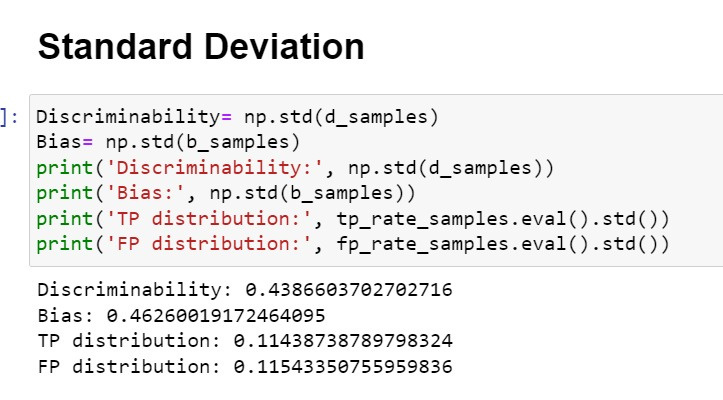 Standard Deviation
]: Discriminability= np.std(d_samples)
Bias= np.std(b_samples)
print('Discriminability:', np.std(d_samples))
print('Bias:', np.std(b_samples))
print('TP distribution:', tp_rate_samples.eval().std())
print('FP distribution:', fp_rate_samples.eval().std())
Discriminability: 0.4386603702702716
Bias: 0.46260019172464095
TP distribution: 0.11438738789798324
FP distribution: 0.11543350755959836